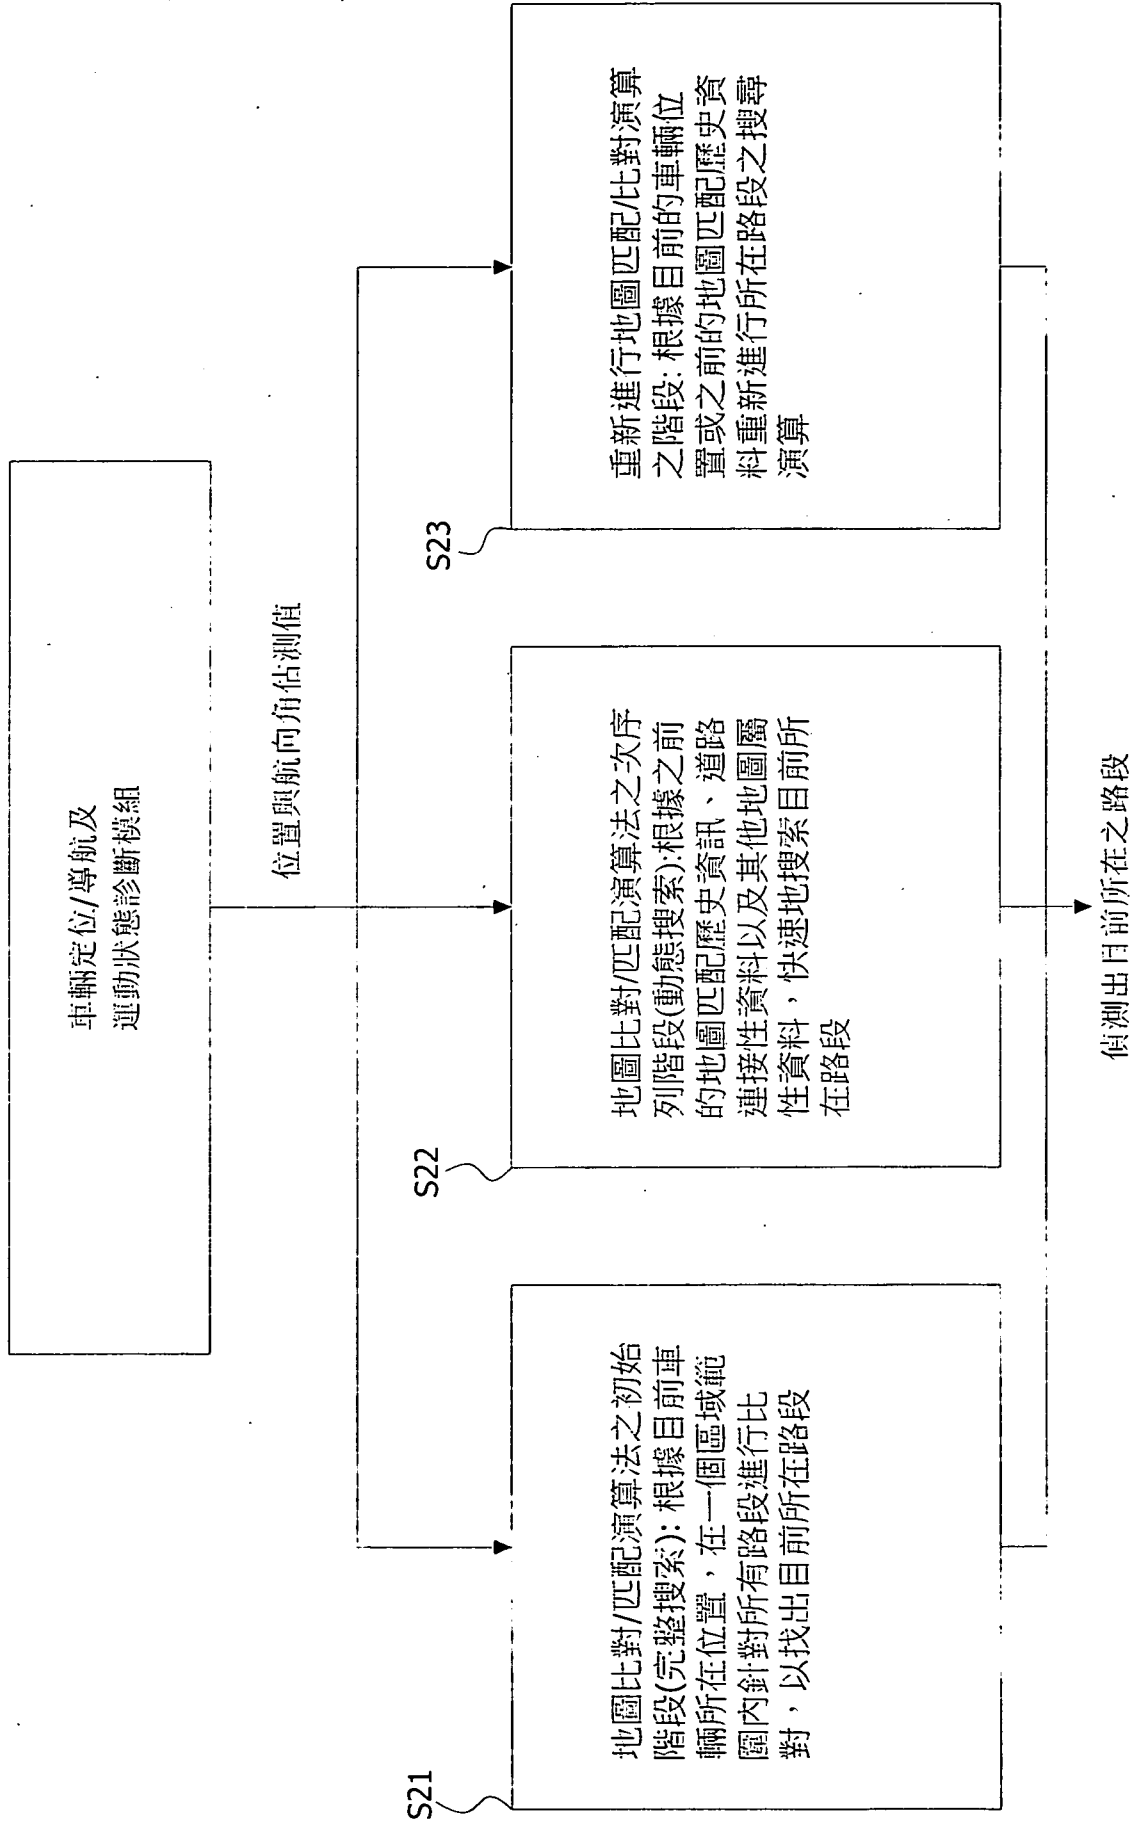 車輛定位/導航及
運動狀態診斷模組
位置與航向角估測值
S21
地圖比對/匹配演算法之初始
階段(完整搜索): 根據目前車
輛所在位置，在一個區域範
圍內針對所有路段進行比
對，以找出目前所在路段
S22
地圖比對/匹配演算法之次序
列階段(動態搜索):根據之前
的地圖匹配歷史資訊、道路
連接性資料以及其他地圖屬
性資料，快速地搜索目前所
在路段
S23
重新進行地圖匹配/比對演算
之階段: 根據目前的車輛位
置或之前的地圖匹配歷史資
料重新進行所在路段之搜尋
演算
偵測出目前所在之路段